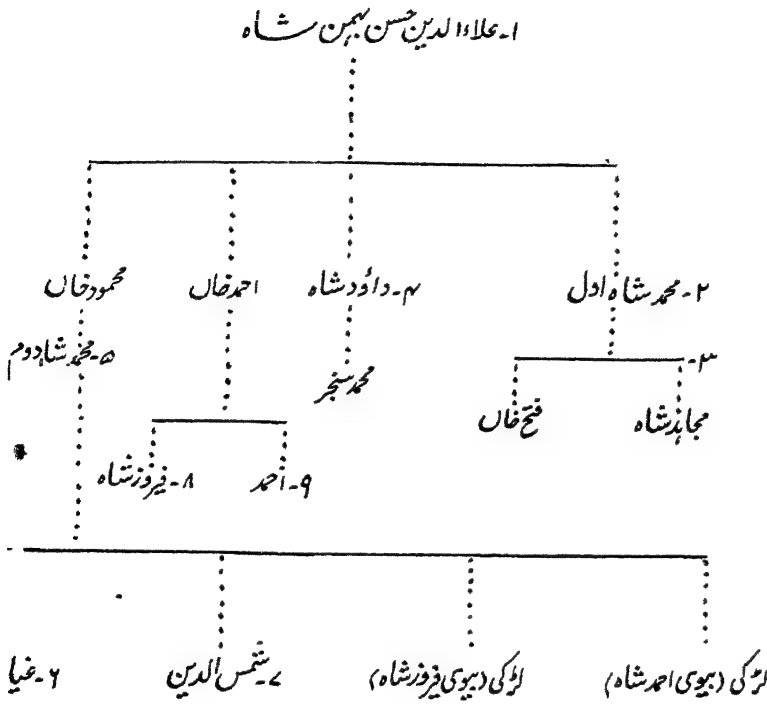 ۱۔ علاءالدین حسن بہمن شاہ
۲۔ محمد شاہ اول
۴۔ داؤد شاہ
احمد خاں
محمود خاں
۳۔
۵۔ محمد شاہ دوم
مجاہد شاہ
فتح خاں
محمد سنجر
۹۔ احمد
۸۔ فیروز شاہ
لڑکی (بیوی احمد شاہ)
لڑکی (بیوی فیروز شاہ)
۷۔ شمس الدین
۶۔ غیا